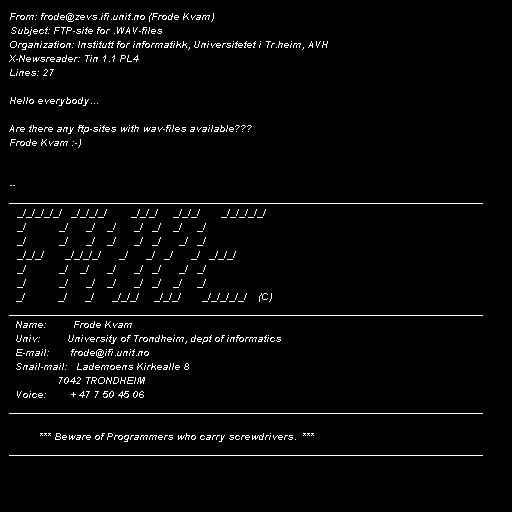 From: frode@zevs.ifi.unit.no (Frode Kvam)
Subject: FTP-site for .WAV-files
Organization: Institutt for informatikk, Universitetet i Tr.heim, AVH
X-Newsreader: Tin 1.1 PL4
Lines: 27

Hello everybody...

Are there any ftp-sites with wav-files available???
Frode Kvam :-)

--
_/_/_/_/_/   _/_/_/_/        _/_/_/     _/_/_/       _/_/_/_/_/
_/           _/      _/    _/      _/    _/    _/     _/
_/           _/      _/    _/      _/    _/      _/    _/
_/_/_/       _/_/_/_/      _/      _/    _/      _/    _/_/_/
_/           _/    _/      _/      _/    _/      _/    _/
_/           _/      _/    _/      _/    _/    _/     _/
_/           _/      _/      _/_/_/     _/_/_/       _/_/_/_/_/    (C)
Name: Frode Kvam
Univ: University of Trondheim, dept of informatics
E-mail: frode@ifi.unit.no
Snail-mail: Lademoens Kirkealle 8
7042 TRONDHEIM
Voice: + 47 7 50 45 06
*** Beware of Programmers who carry screwdrivers. ***